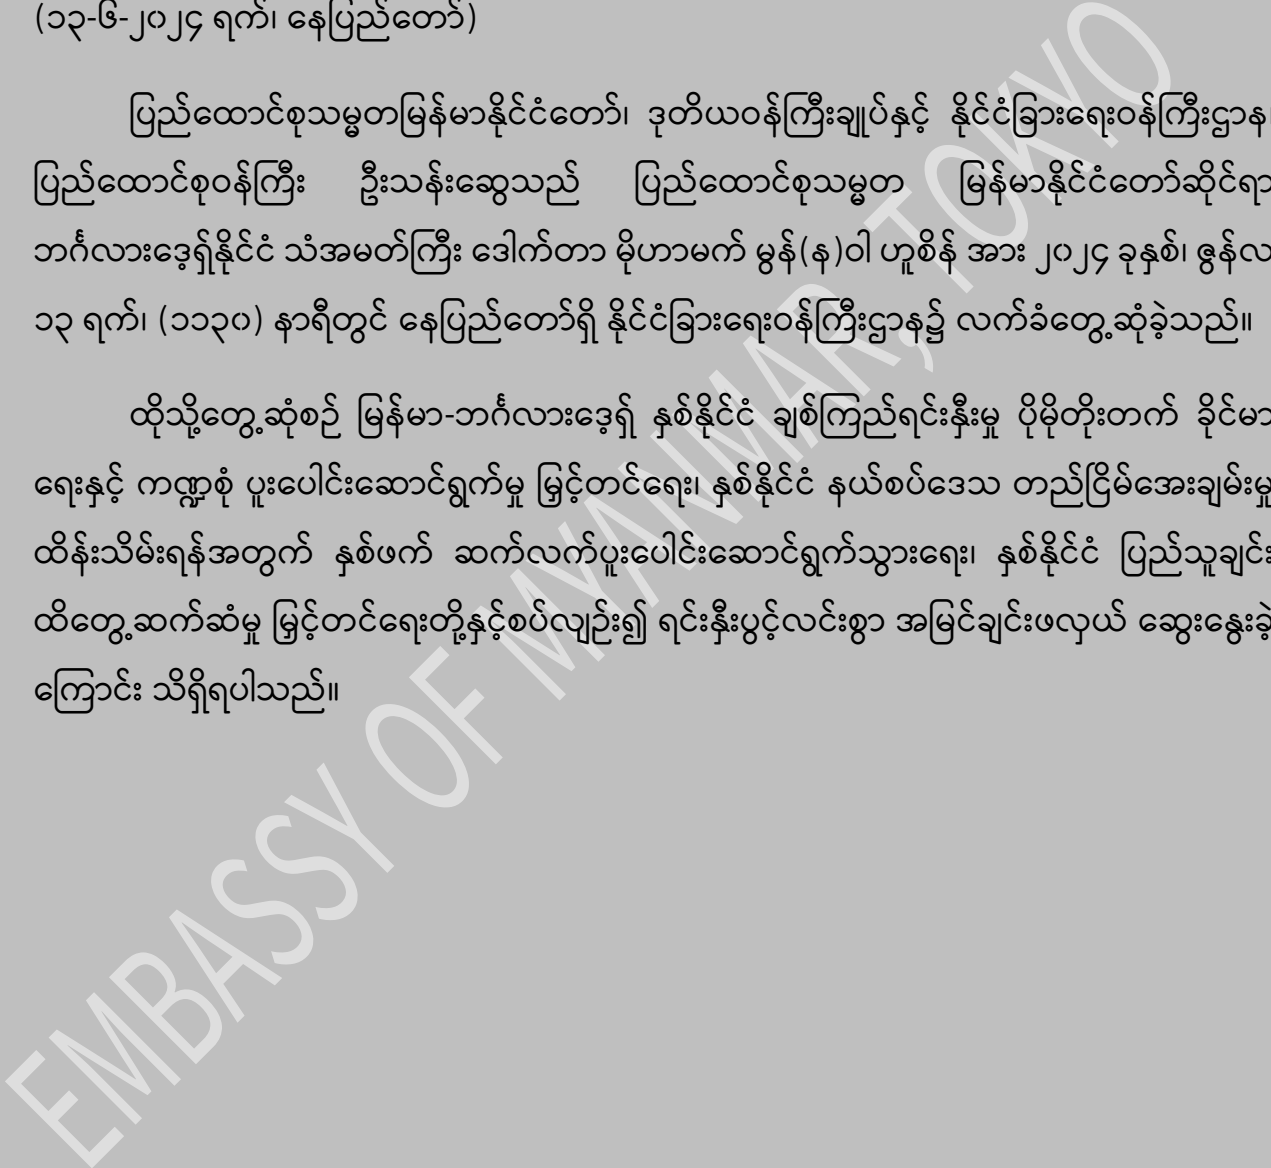 (၁၃-၆-၂၀၂၄ ရက်၊ နေပြည်တော်)
ပြည်ထောင်စုသမ္မတမြန်မာနိုင်ငံတော်၊ ဒုတိယဝန်ကြီးချုပ်နှင့် နိုင်ငံခြားရေးဝန်ကြီးဌာန၊
ပြည်ထောင်စုဝန်ကြီး ဦးသန်းဆွေသည် ပြည်ထောင်စုသမ္မတ မြန်မာနိုင်ငံတော်ဆိုင်ရာ
ဘင်္ဂလားဒေ့ရှ်နိုင်ငံ သံအမတ်ကြီး ဒေါက်တာ မိုဟာမက် မွန်(န)ဝါ ဟူစိန် အား ၂၀၂၄ ခုနှစ်၊ ဇွန်လ
၁၃ ရက်၊ (၁၁၃၀) နာရီတွင် နေပြည်တော်ရှိ နိုင်ငံခြားရေးဝန်ကြီးဌာန၌ လက်ခံတွေ့ဆုံခဲ့သည်။
ထိုသို့တွေ့ဆုံစဉ် မြန်မာ-ဘင်္ဂလားဒေ့ရှ် နှစ်နိုင်ငံ ချစ်ကြည်ရင်းနှီးမှု ပိုမိုတိုးတက် ခိုင်မာ
ရေးနှင့် ကဏ္ဍစုံ ပူးပေါင်းဆောင်ရွက်မှု မြှင့်တင်ရေး၊ နှစ်နိုင်ငံ နယ်စပ်ဒေသ တည်ငြိမ်အေးချမ်းမှု
ထိန်းသိမ်းရန်အတွက် နှစ်ဖက် ဆက်လက်ပူးပေါင်းဆောင်ရွက်သွားရေး၊ နှစ်နိုင်ငံ ပြည်သူချင်း
ထိတွေ့ဆက်ဆံမှု မြှင့်တင်ရေးတို့နှင့်စပ်လျဉ်း၍ ရင်းနှီးပွင့်လင်းစွာ အမြင်ချင်းဖလှယ် ဆွေးနွေးခဲ့
ကြောင်း သိရှိရပါသည်။
EMBASSY OF MYANMAR, TOKYO